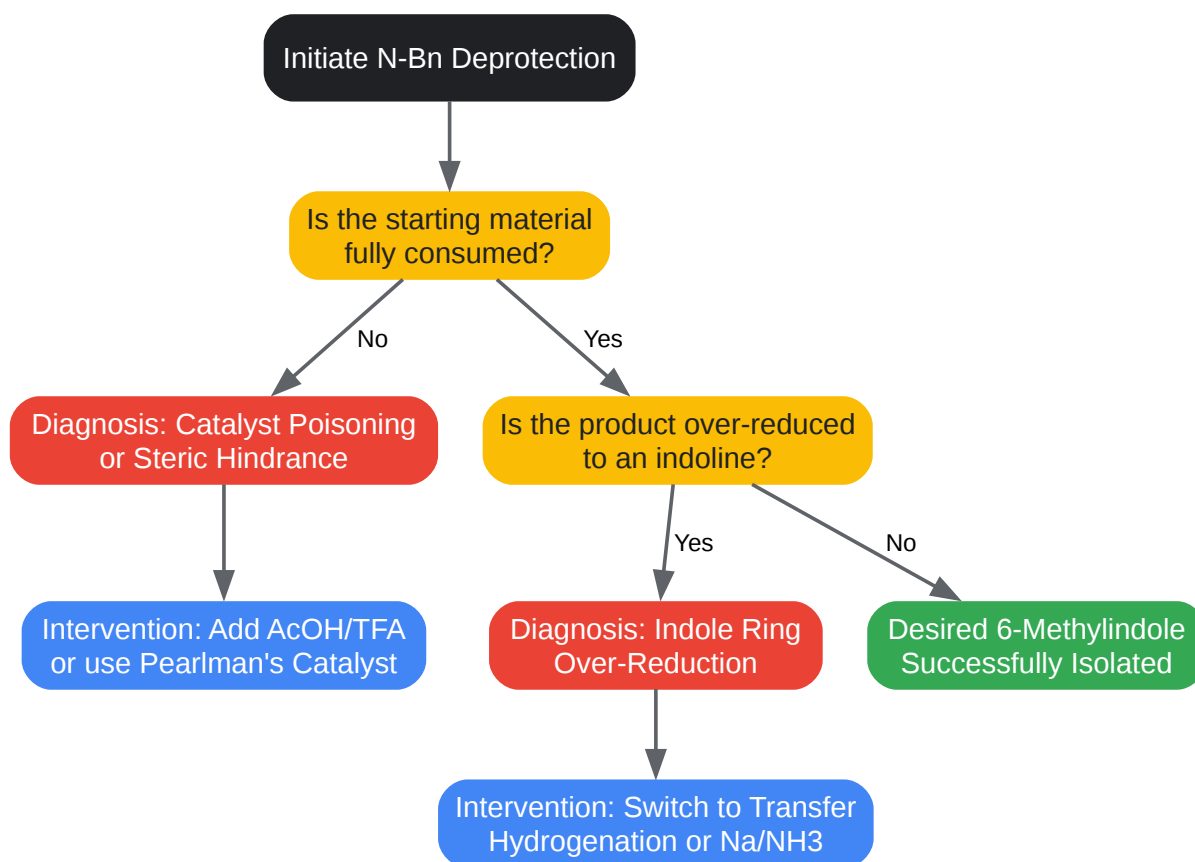 Initiate N-Bn Deprotection
Is the starting material
fully consumed?
No
Yes
Diagnosis: Catalyst Poisoning
or Steric Hindrance
Is the product over-reduced
to an indoline?
Yes
No
Intervention: Add AcOH/TFA
or use Pearlman's Catalyst
Diagnosis: Indole Ring
Over-Reduction
Desired 6-Methylindole
Successfully Isolated
Intervention: Switch to Transfer
Hydrogenation or Na/NH3